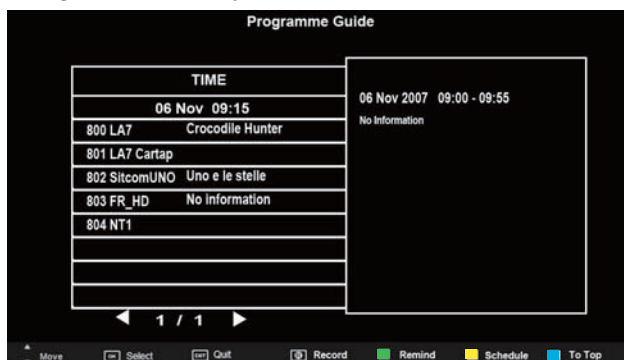 Programme Guide
TIME
06 Nov 09:15
800 LA7 Crocodile Hunter
801 LA7 Cartap
802 SitcomUNO Uno e le stelle
803 FR_HD No information
804 NT1
1 / 1
06 Nov 2007 09:00 - 09:55
No Information
Move OK Select EXIT Quit Record Remind Schedule To Top